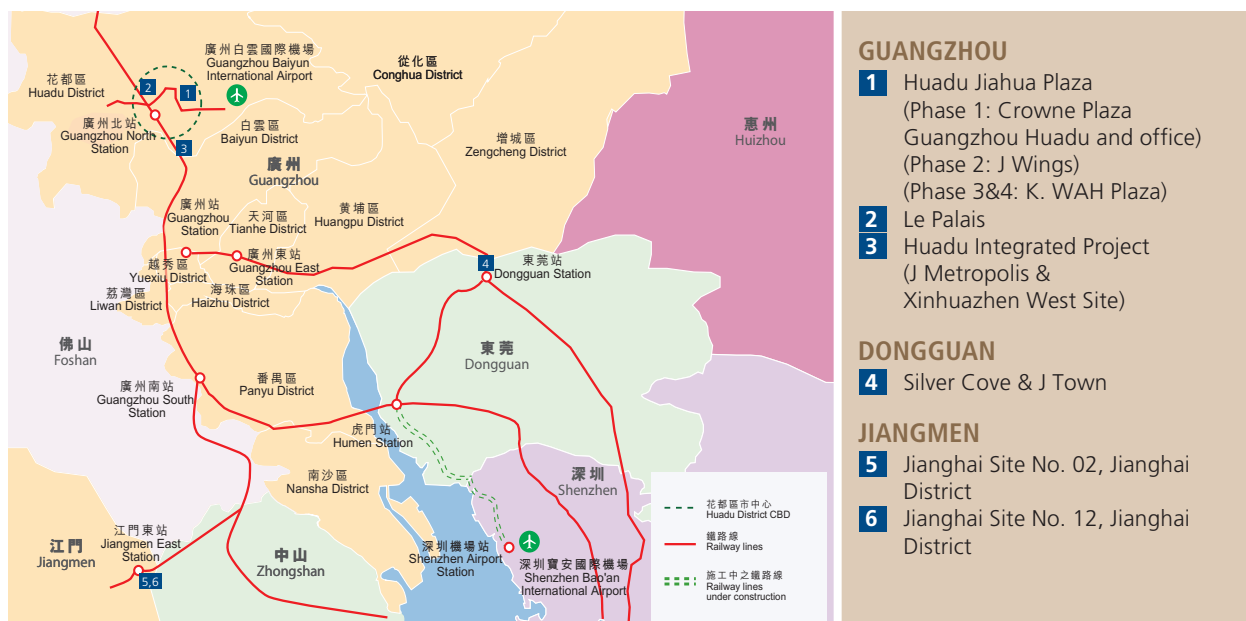 廣州白雲國際機場
Guangzhou Baiyun
International Airport
從化區
Conghua District
花都區
Huadu District
2
1
廣州北站
Guangzhou North
Station
白雲區
Baiyun District
3
廣州
Guangzhou
增城區
Zengcheng District
惠州
Huizhou
廣州站
Guangzhou
Station
天河區
Tianhe District
黃埔區
Huangpu District
越秀區
Yuexiu District
廣州東站
Guangzhou East
Station
4
東莞站
Dongguan Station
荔灣區
Liwan District
海珠區
Haizhu District
佛山
Foshan
東莞
Dongguan
廣州南站
Guangzhou South
Station
番禺區
Panyu District
虎門站
Humen Station
南沙區
Nansha District
深圳
Shenzhen
江門
Jiangmen
江門東站
Jiangmen East
Station
5,6
中山
Zhongshan
深圳機場站
Shenzhen Airport
Station
深圳寶安國際機場
Shenzhen Bao'an
International Airport
花都區市中心
Huadu District CBD
鐵路線
Railway lines
施工中之鐵路線
Railway lines
under construction
GUANGZHOU
1 Huadu Jiahua Plaza
(Phase 1: Crowne Plaza
Guangzhou Huadu and office)
(Phase 2: J Wings)
(Phase 3&4: K. WAH Plaza)
2 Le Palais
3 Huadu Integrated Project
(J Metropolis &
Xinhuazhen West Site)
DONGGUAN
4 Silver Cove & J Town
JIANGMEN
5 Jianghai Site No. 02, Jianghai
District
6 Jianghai Site No. 12, Jianghai
District